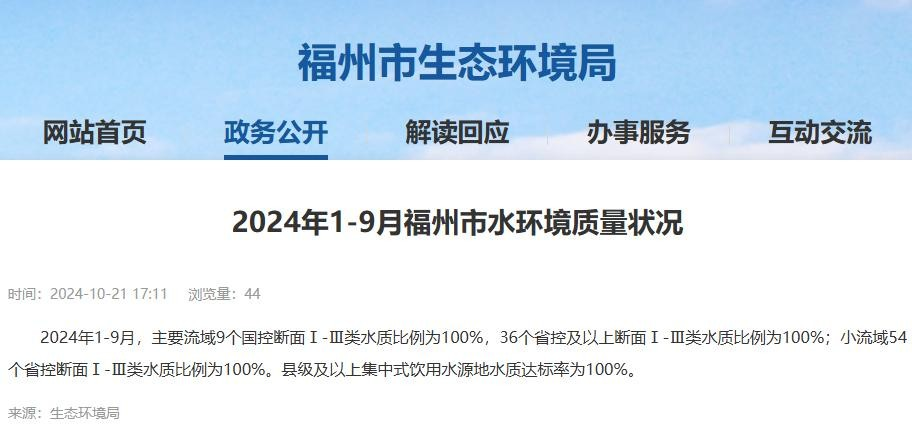 福州市生态环境局
网站首页 政务公开 解读回应 办事服务 互动交流
2024年1-9月福州市水环境质量状况
时间：2024-10-21 17:11 浏览量：44
2024年1-9月，主要流域9个国控断面Ⅰ-Ⅲ类水质比例为100%，36个省控及以上断面Ⅰ-Ⅲ类水质比例为100%；小流域54
个省控断面Ⅰ-Ⅲ类水质比例为100%。县级及以上集中式饮用水源地水质达标率为100%。
来源：生态环境局